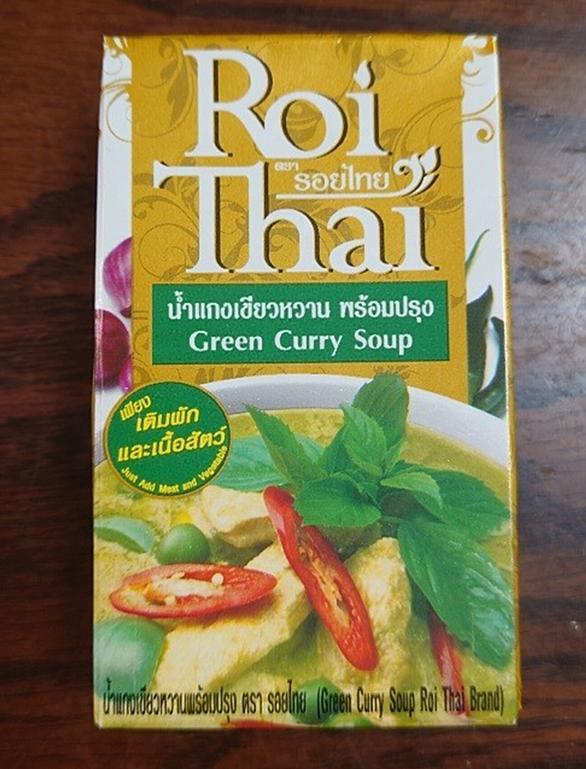 Roi
ตรา รอยไทย
Thai
น้ำแกงเขียวหวาน พร้อมปรุง
Green Curry Soup
เพียง
เติมผัก
และเนื้อสัตว์
Just Add Meat and Vegetable
น้ำแกงเขียวหวานพร้อมปรุง ตรา รอยไทย (Green Curry Soup Roi Thai Brand)